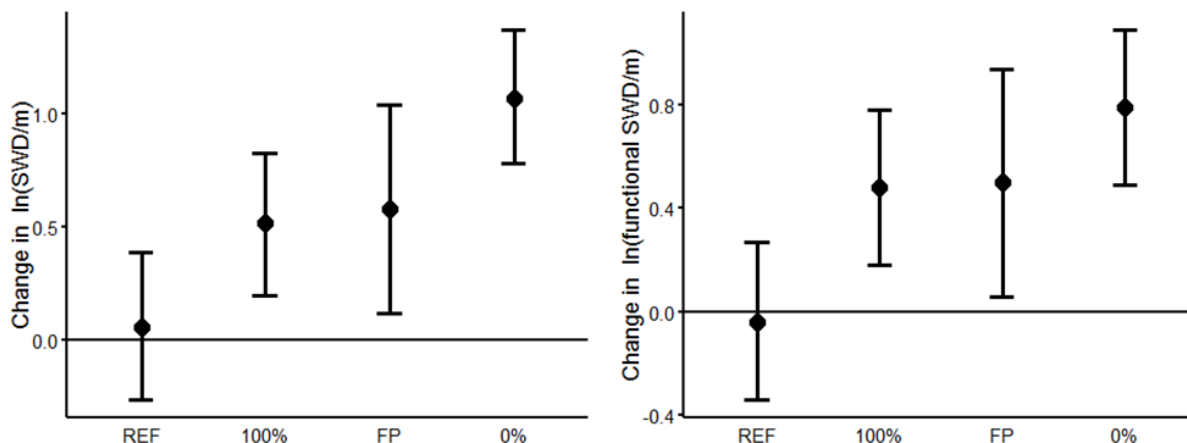 Change in ln(SWD/m)
1.0
0.5
0.0
REF 100% FP 0%
Change in ln(functional SWD/m)
0.8
0.4
0.0
-0.4
REF 100% FP 0%